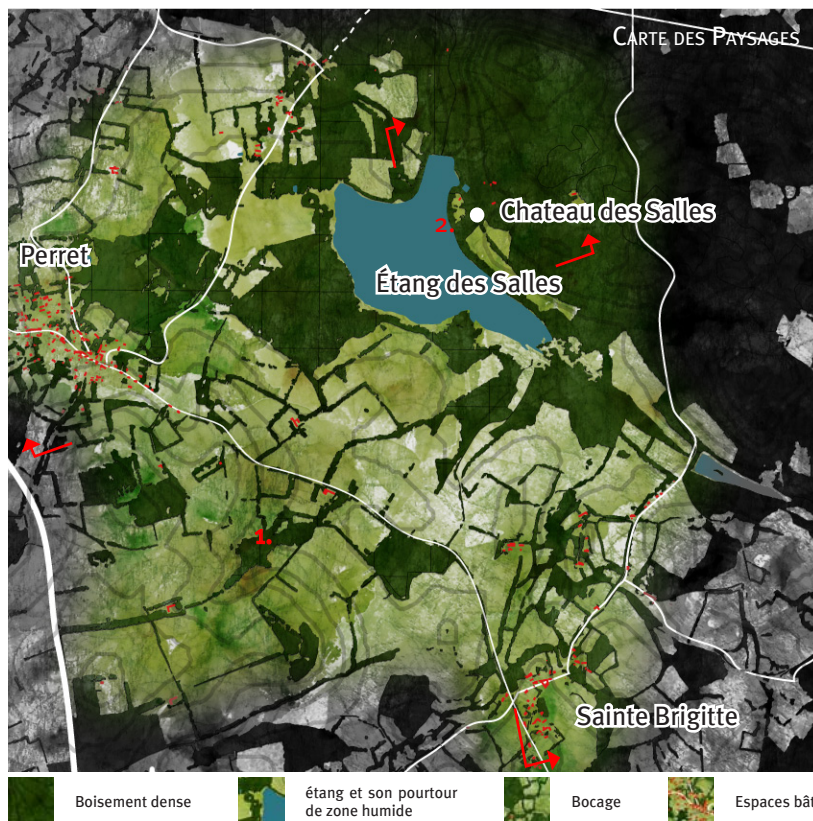 CARTE DES PAYSAGES
Chateau des Salles
2.
Perret
Étang des Salles
1.
Sainte Brigitte
Boisement dense
étang et son pourtour
de zone humide
Bocage
Espaces bât